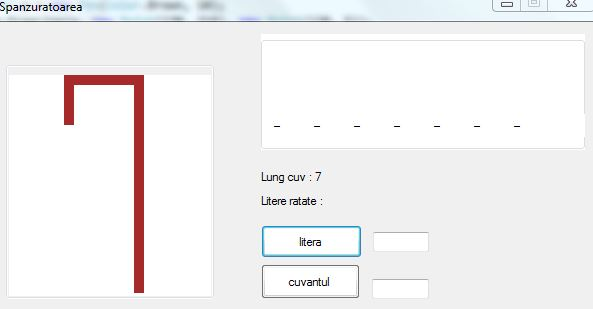 Spanzuratoarea
_ _ _ _ _ _ _
Lung cuv : 7
Litere ratate :
litera
cuvantul